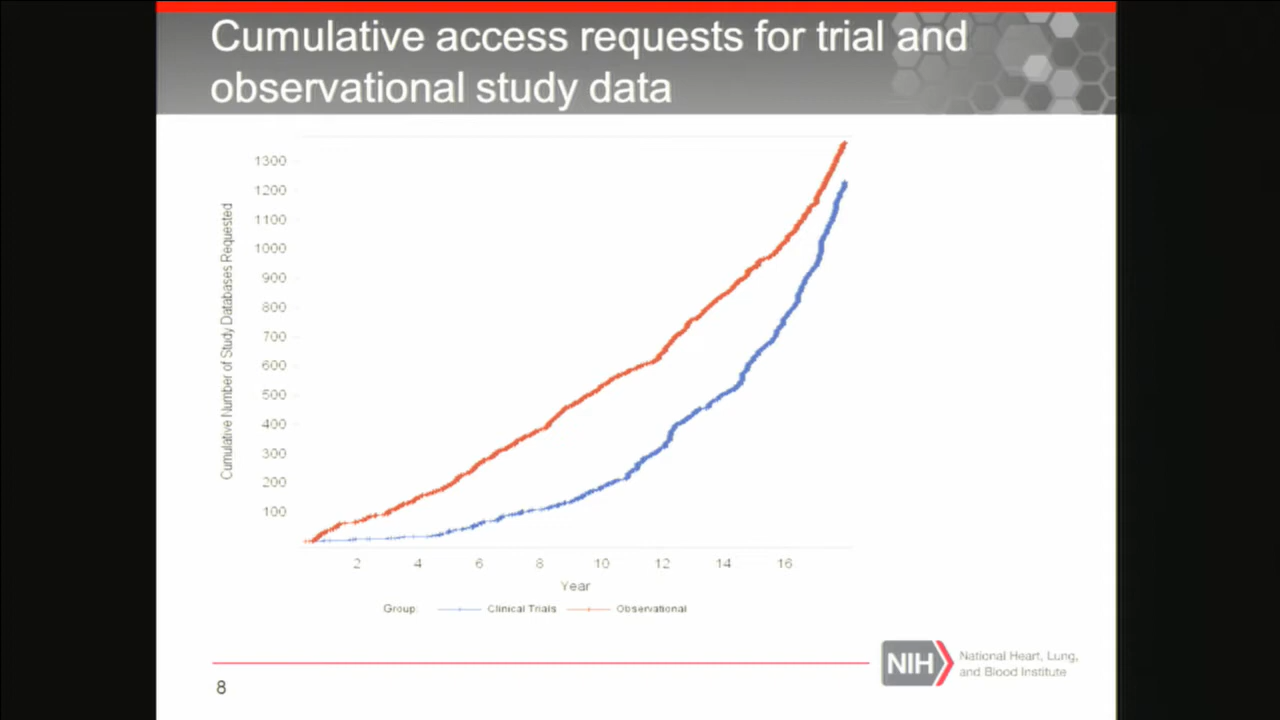 Cumulative access requests for trial and
observational study data
Cumulative Number of Study Databases Requested
1300
1200
1100
1000
900
800
700
600
500
400
300
200
100
2 4 6 8 10 12 14 16
Year
Group: Clinical Trials Observational
NIH National Heart, Lung,
and Blood Institute
8